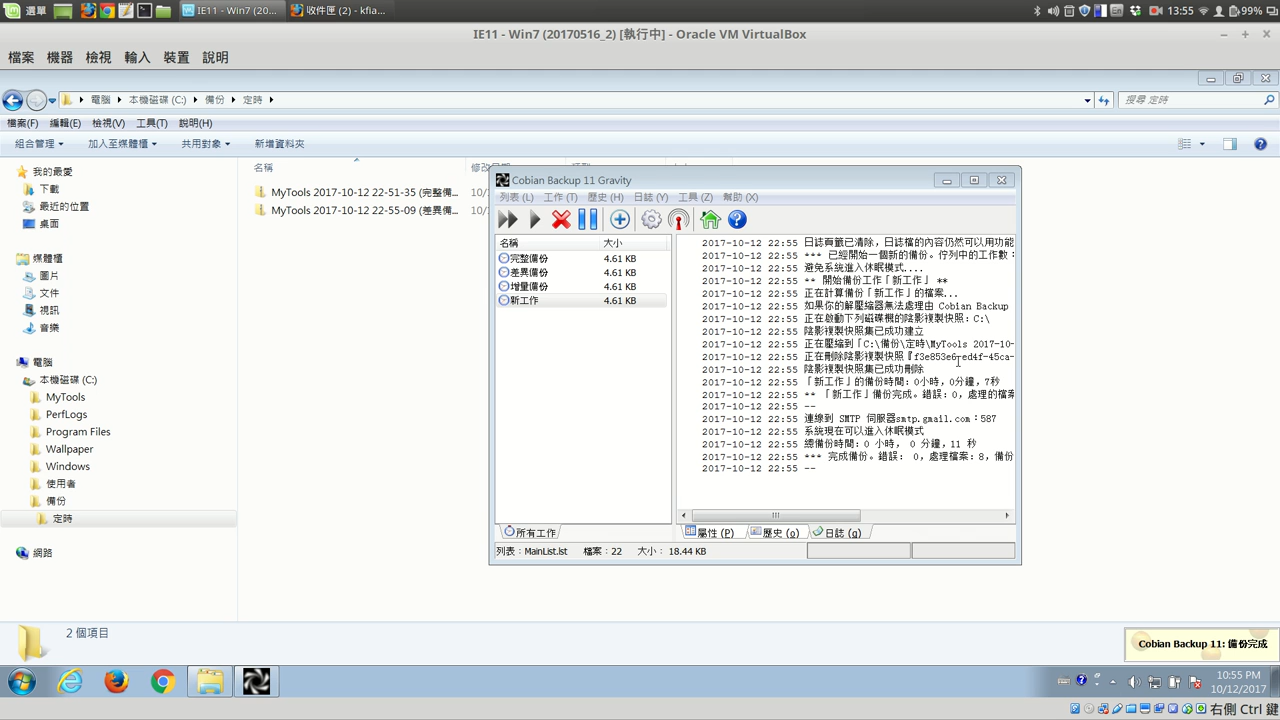 選單
IE11 - Win7 (20...
收件匣 (2) - kfia...
En
13:55
99%
IE11 - Win7 (20170516_2) [執行中] - Oracle VM VirtualBox
檔案 機器 檢視 輸入 裝置 說明
電腦 本機磁碟 (C:) 備份 定時
搜尋 定時
檔案(F) 編輯(E) 檢視(V) 工具(T) 說明(H)
組合管理 加入至媒體櫃 共用對象 新增資料夾
我的最愛
下載
最近的位置
桌面
媒體櫃
圖片
文件
視訊
音樂
電腦
本機磁碟 (C:)
MyTools
PerfLogs
Program Files
Wallpaper
Windows
使用者
備份
定時
網路
名稱
MyTools 2017-10-12 22-51-35 (完整備... 10/
MyTools 2017-10-12 22-55-09 (差異備... 10/
Cobian Backup 11 Gravity
列表 (L) 工作 (T) 歷史 (H) 日誌 (Y) 工具 (Z) 幫助 (X)
名稱 大小
完整備份 4.61 KB
差異備份 4.61 KB
增量備份 4.61 KB
新工作 4.61 KB
2017-10-12 22:55 日誌頁籤已清除，日誌檔的內容仍然可以用功能
2017-10-12 22:55 *** 已經開始一個新的備份。佇列中的工作數：
2017-10-12 22:55 避免系統進入休眠模式....
2017-10-12 22:55 ** 開始備份工作「新工作」 **
2017-10-12 22:55 正在計算備份「新工作」的檔案...
2017-10-12 22:55 如果你的解壓縮器無法處理由 Cobian Backup
2017-10-12 22:55 正在啟動下列磁碟機的陰影複製快照：C:\
2017-10-12 22:55 陰影複製快照集已成功建立
2017-10-12 22:55 正在壓縮到「C:\備份\定時\MyTools 2017-10-
2017-10-12 22:55 正在刪除陰影複製快照『f3e853e6-ed4f-45ca-
2017-10-12 22:55 陰影複製快照集已成功刪除
2017-10-12 22:55 「新工作」的備份時間：0小時，0分鐘，7秒
2017-10-12 22:55 ** 「新工作」備份完成。錯誤：0，處理的檔案
2017-10-12 22:55 --
2017-10-12 22:55 連線到 SMTP 伺服器smtp.gmail.com：587
2017-10-12 22:55 系統現在可以進入休眠模式
2017-10-12 22:55 總備份時間：0 小時， 0 分鐘，11 秒
2017-10-12 22:55 *** 完成備份。錯誤： 0，處理檔案：8，備份
2017-10-12 22:55 --
所有工作
屬性 (P) 歷史 (o) 日誌 (g)
列表：MainList.lst 檔案：22 大小： 18.44 KB
2 個項目
Cobian Backup 11: 備份完成
10:55 PM
10/12/2017
右側 Ctrl 鍵